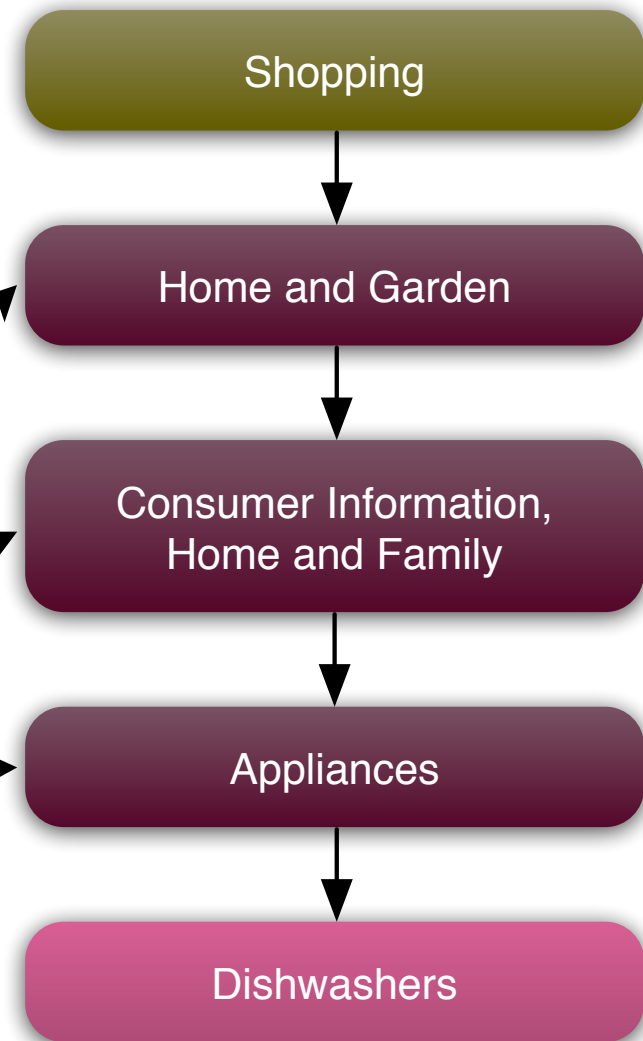 Shopping
Home and Garden
Consumer Information,
Home and Family
Appliances
Dishwashers